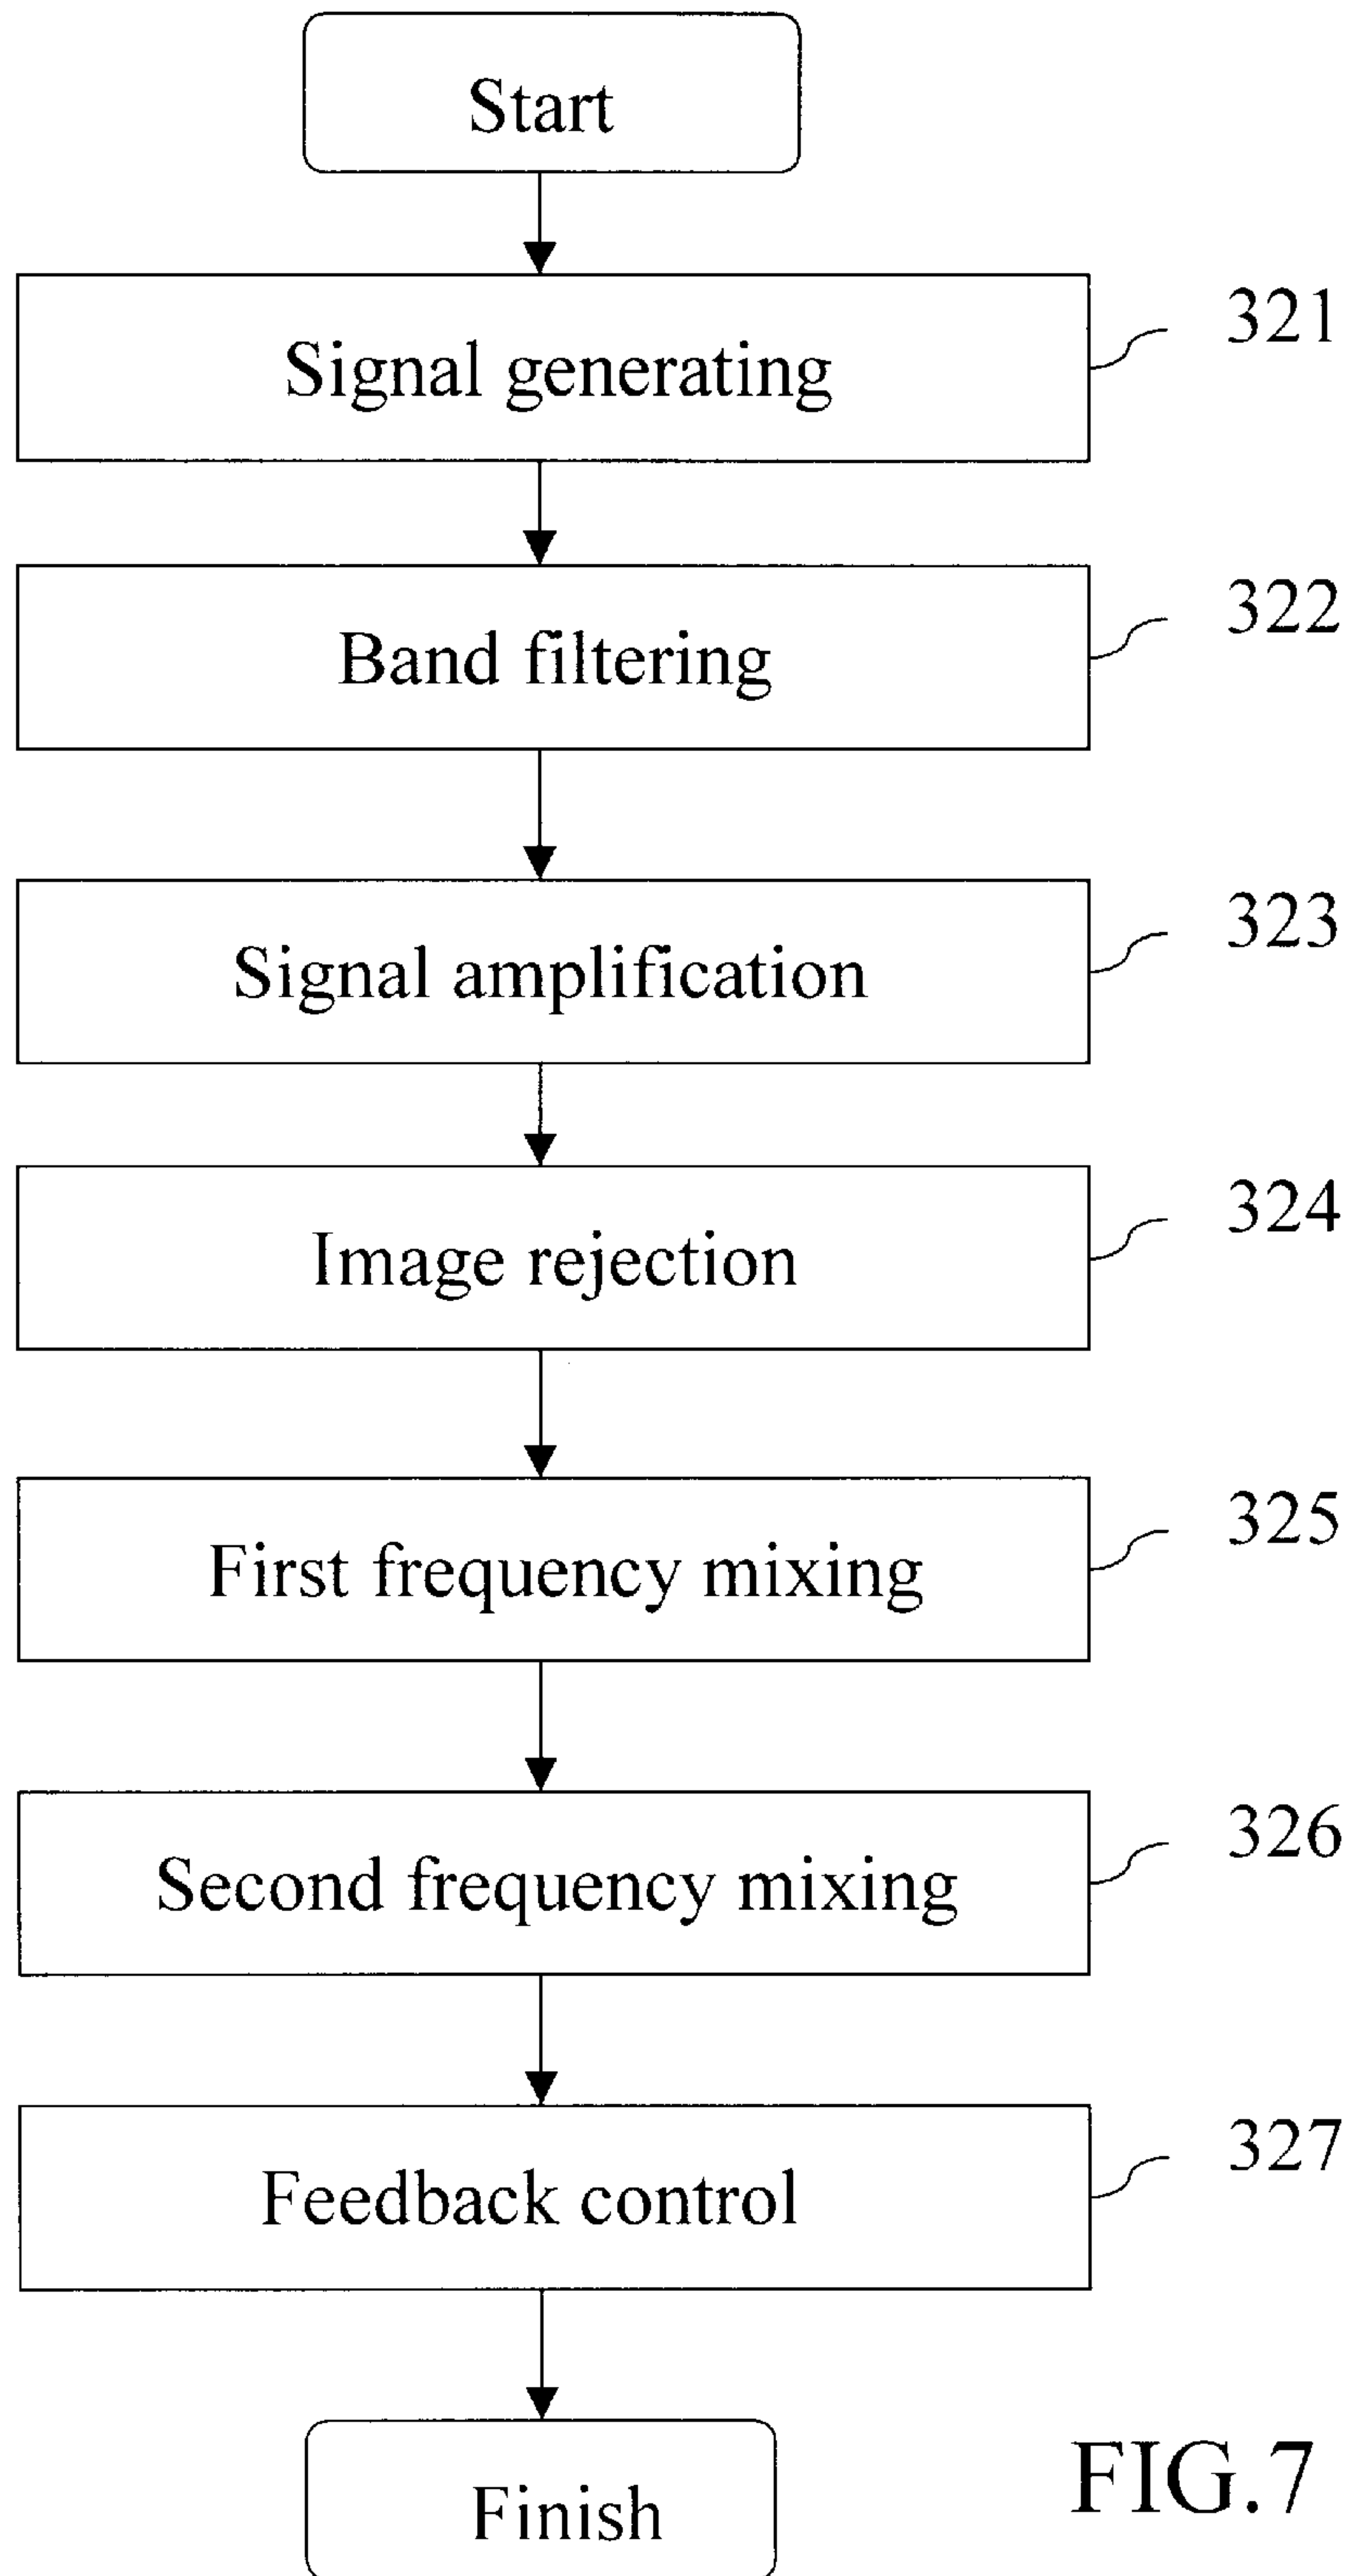 Start
Signal generating
321
Band filtering
322
Signal amplification
323
Image rejection
324
First frequency mixing
325
Second frequency mixing
326
Feedback control
327
Finish
FIG.7